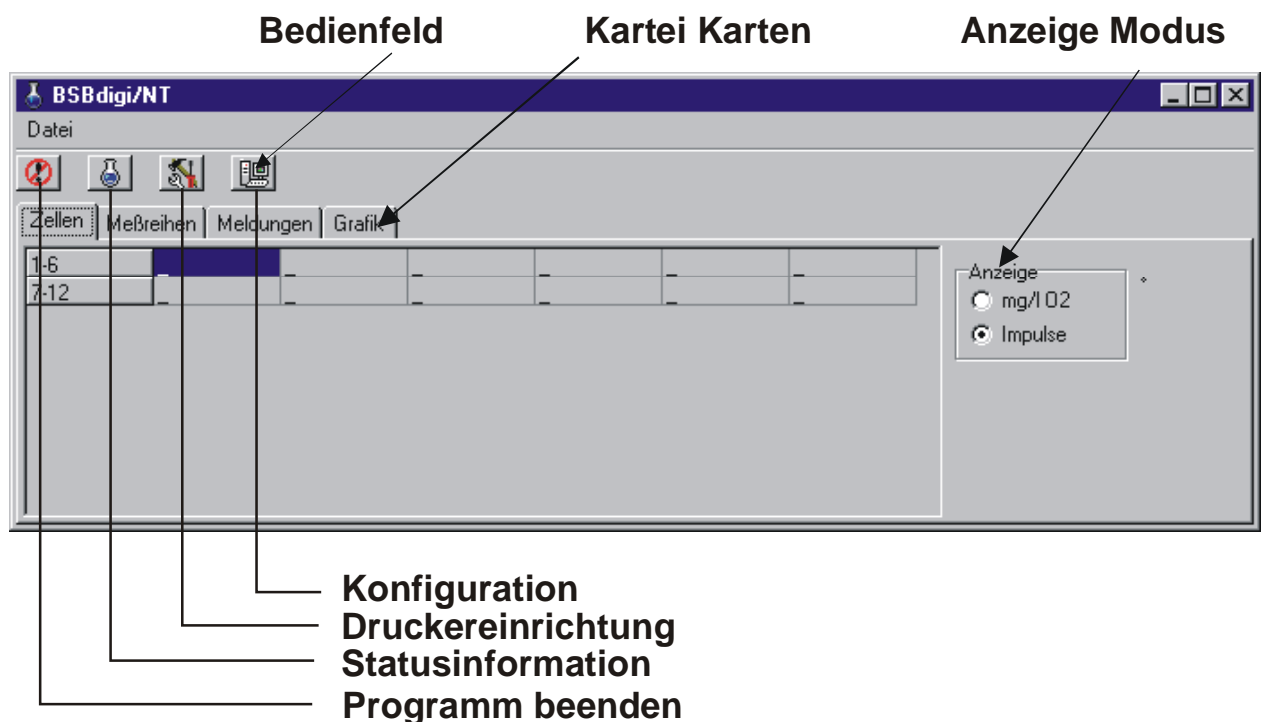 Bedienfeld Kartei Karten Anzeige Modus
BSBdigi/NT
Datei
Zellen Meßreihen Meldungen Grafik
1-6 _ _ _ _ _ _
7-12 _ _ _ _ _ _
Anzeige
mg/l O2
Impulse
Konfiguration
Druckereinrichtung
Statusinformation
Programm beenden